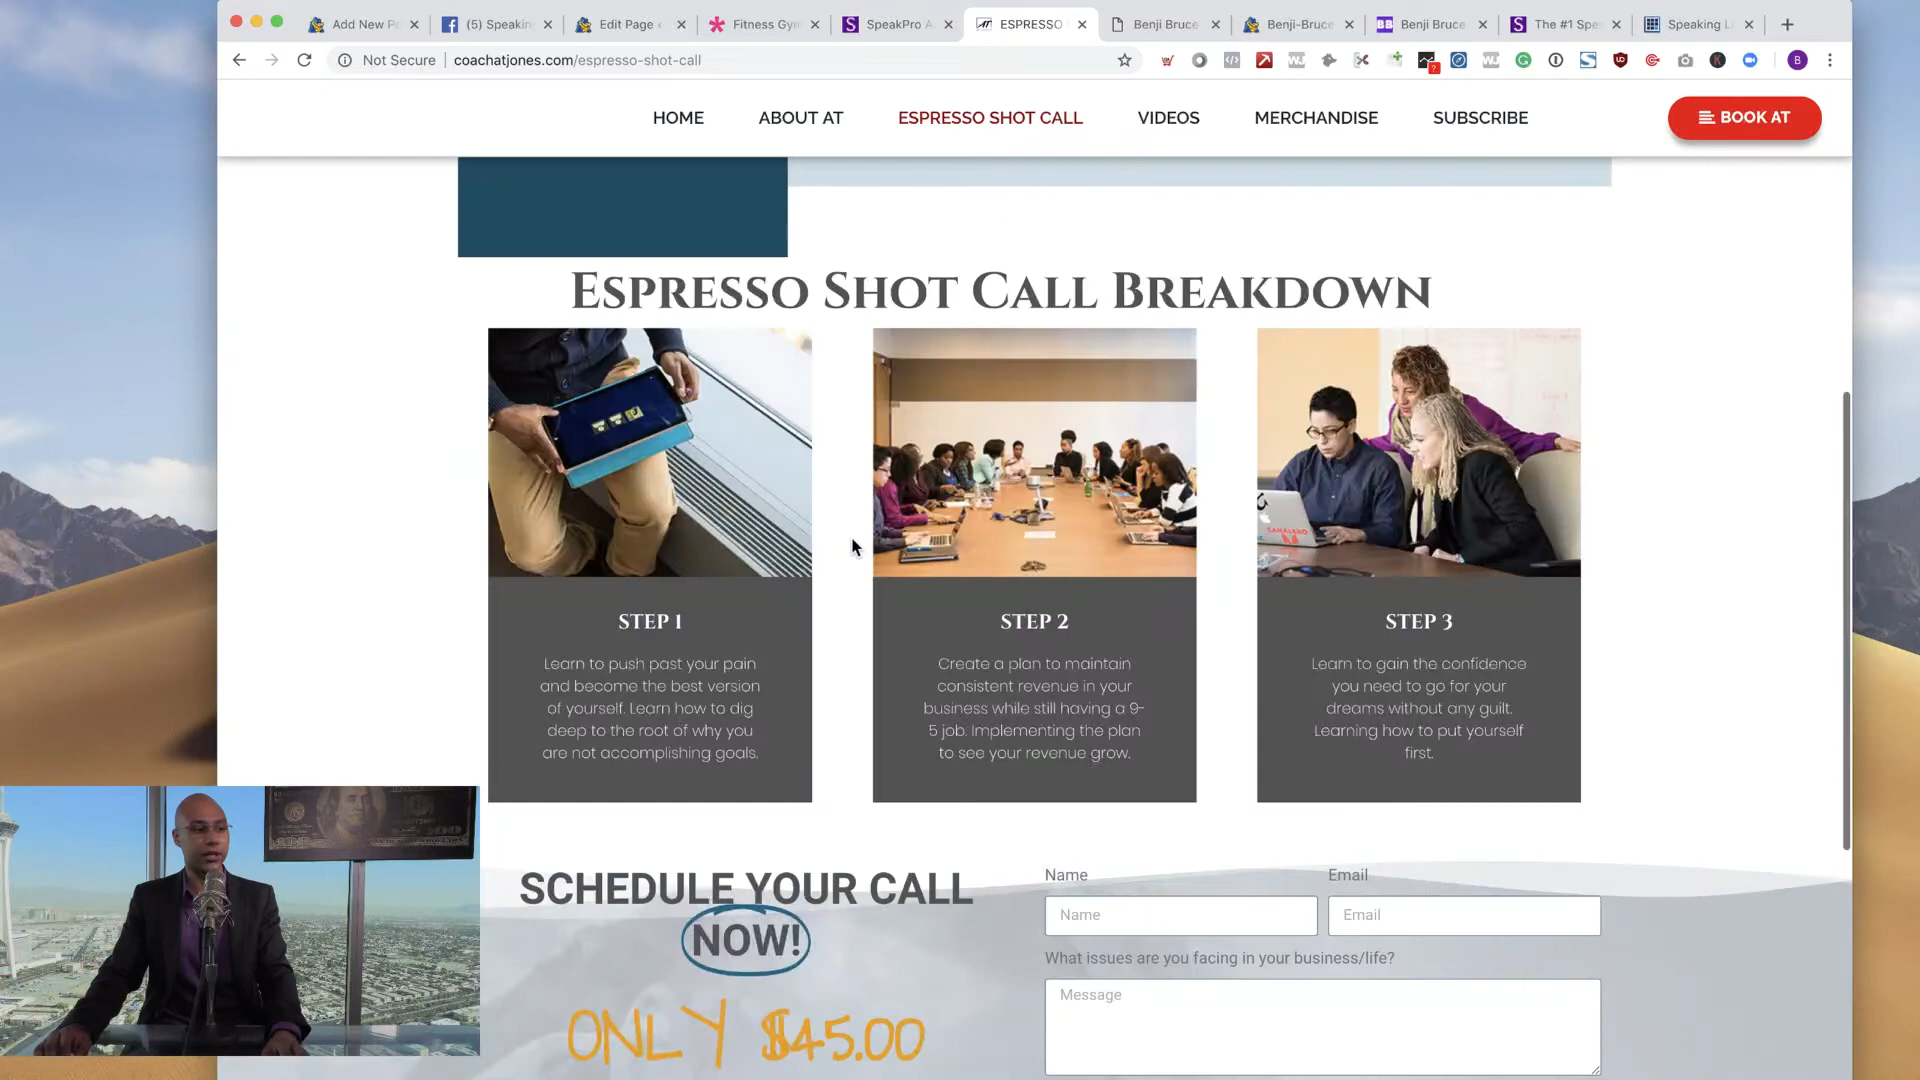 Add New Po
(5) Speakin
Edit Page
Fitness Gym
SpeakPro A
ESPRESSO
Benji Bruce
Benji-Bruce
Benji Bruce
The #1 Spe
Speaking Li
Not Secure
coachatjones.com/espresso-shot-call
HOME
ABOUT AT
ESPRESSO SHOT CALL
VIDEOS
MERCHANDISE
SUBSCRIBE
BOOK AT
Espresso Shot Call Breakdown
STEP 1
Learn to push past your pain
and become the best version
of yourself. Learn how to dig
deep to the root of why you
are not accomplishing goals.
STEP 2
Create a plan to maintain
consistent revenue in your
business while still having a 9-
5 job. Implementing the plan
to see your revenue grow.
STEP 3
Learn to gain the confidence
you need to go for your
dreams without any guilt.
Learning how to put yourself
first.
SCHEDULE YOUR CALL
NOW!
ONLY $45.00
Name
Email
Name
Email
What issues are you facing in your business/life?
Message